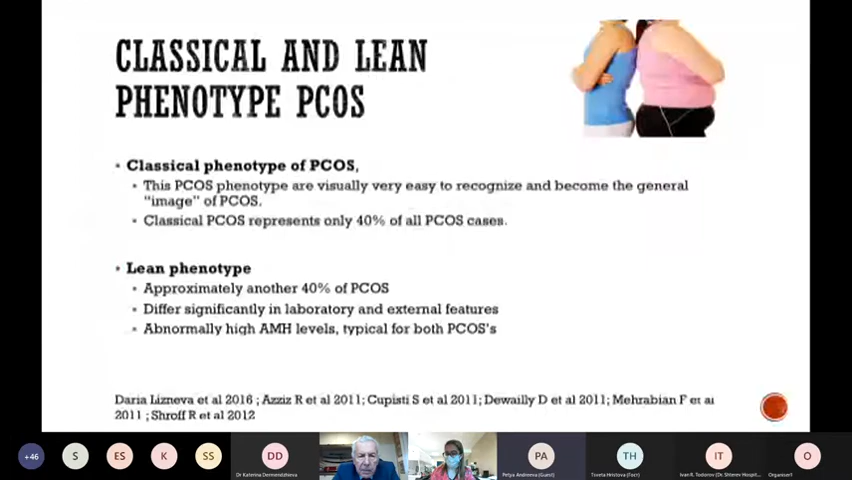 CLASSICAL AND LEAN
PHENOTYPE PCOS
Classical phenotype of PCOS,
This PCOS phenotype are visually very easy to recognize and become the general
"image" of PCOS.
Classical PCOS represents only 40% of all PCOS cases.
Lean phenotype
Approximately another 40% of PCOS
Differ significantly in laboratory and external features
Abnormally high AMH levels, typical for both PCOS's
Daria Lizneva et al 2016 ; Azziz R et al 2011; Cupisti S et al 2011; Dewailly D et al 2011; Mehrabian F et al
2011 ; Shroff R et al 2012
+46 S ES K SS DD PA TH IT O
Dr Katerina Dermendzhieva Petya Andreeva (Guest) Tsveta Hristova (Гост) Ivan R. Todorov (Dr. Shterev Hospit...